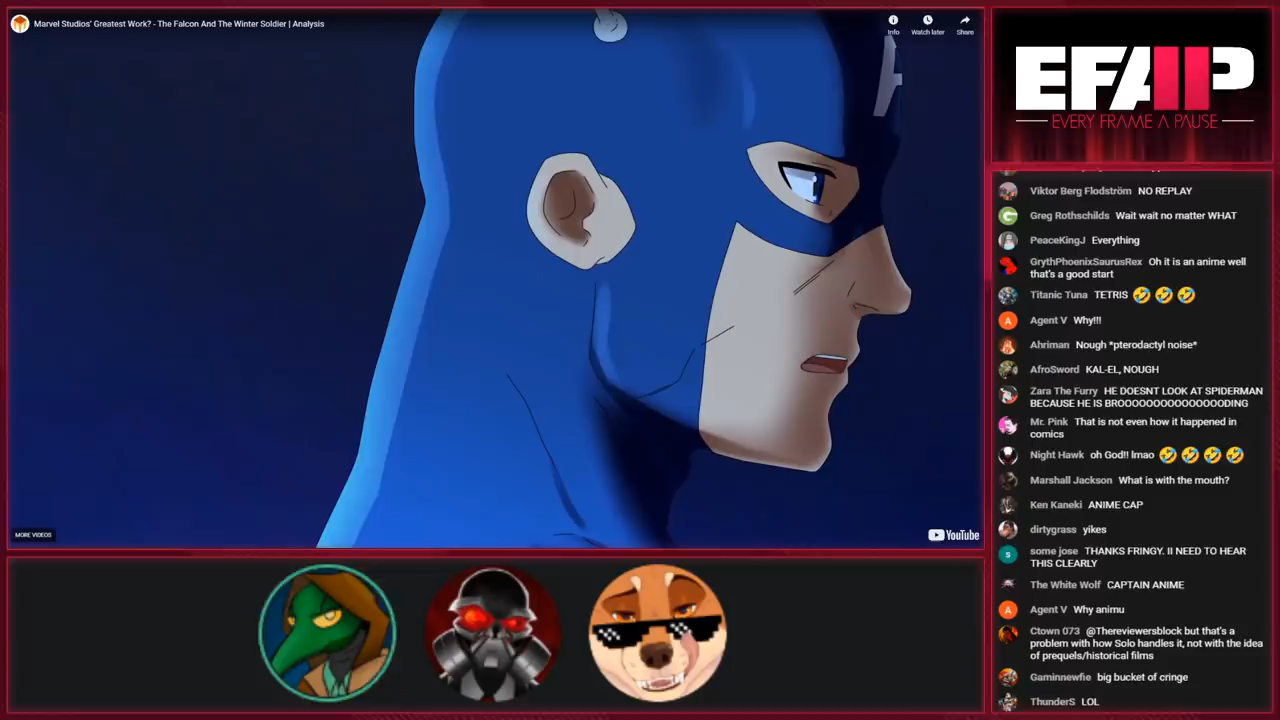 Marvel Studios' Greatest Work? - The Falcon And The Winter Soldier | Analysis
Info
Watch later
Share
MORE VIDEOS
YouTube
EFAP
EVERY FRAME A PAUSE
Viktor Berg Flodström NO REPLAY
Greg Rothschilds Wait wait no matter WHAT
PeaceKingJ Everything
GrythPhoenixSaurusRex Oh it is an anime well
that's a good start
Titanic Tuna TETRIS 🤣 🤣 🤣
A
Agent V Why!!!
Ahriman Nough *pterodactyl noise*
AfroSword KAL-EL, NOUGH
Zara The Furry HE DOESNT LOOK AT SPIDERMAN
BECAUSE HE IS BROOOOOOOOOOOOOODING
Mr. Pink That is not even how it happened in
comics
Night Hawk oh God!! lmao 🤣 🤣 🤣 🤣
Marshall Jackson What is with the mouth?
Ken Kaneki ANIME CAP
dirtygrass yikes
S
some jose THANKS FRINGY. II NEED TO HEAR
THIS CLEARLY
The White Wolf CAPTAIN ANIME
A
Agent V Why animu
Ctown 073 @Thereviewersblock but that's a
problem with how Solo handles it, not with the idea
of prequels/historical films
Gaminnewfie big bucket of cringe
ThunderS LOL